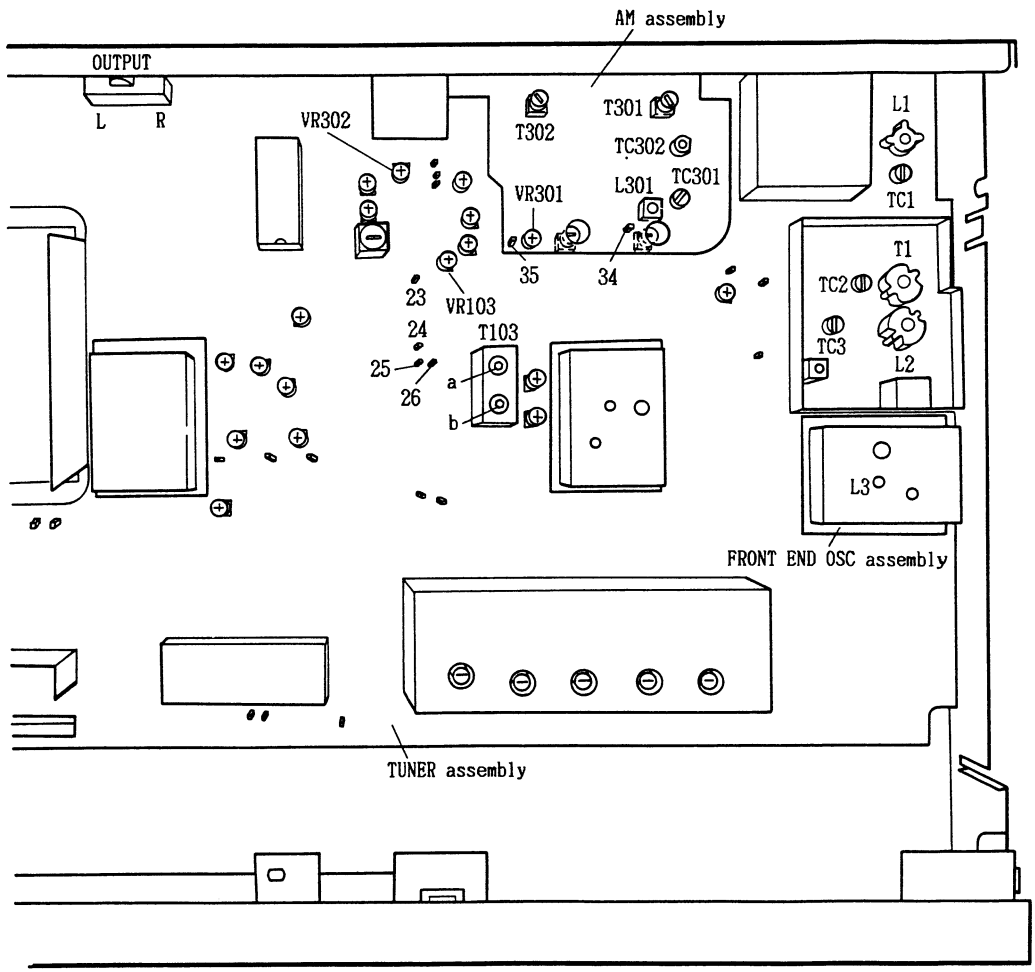 AM assembly
OUTPUT
L R
VR302
T302
T301
TC302
L301
TC301
VR301
L1
TC1
35
34
23
VR103
24
T103
25
26
a
b
T1
TC2
TC3
L2
L3
FRONT END OSC assembly
TUNER assembly